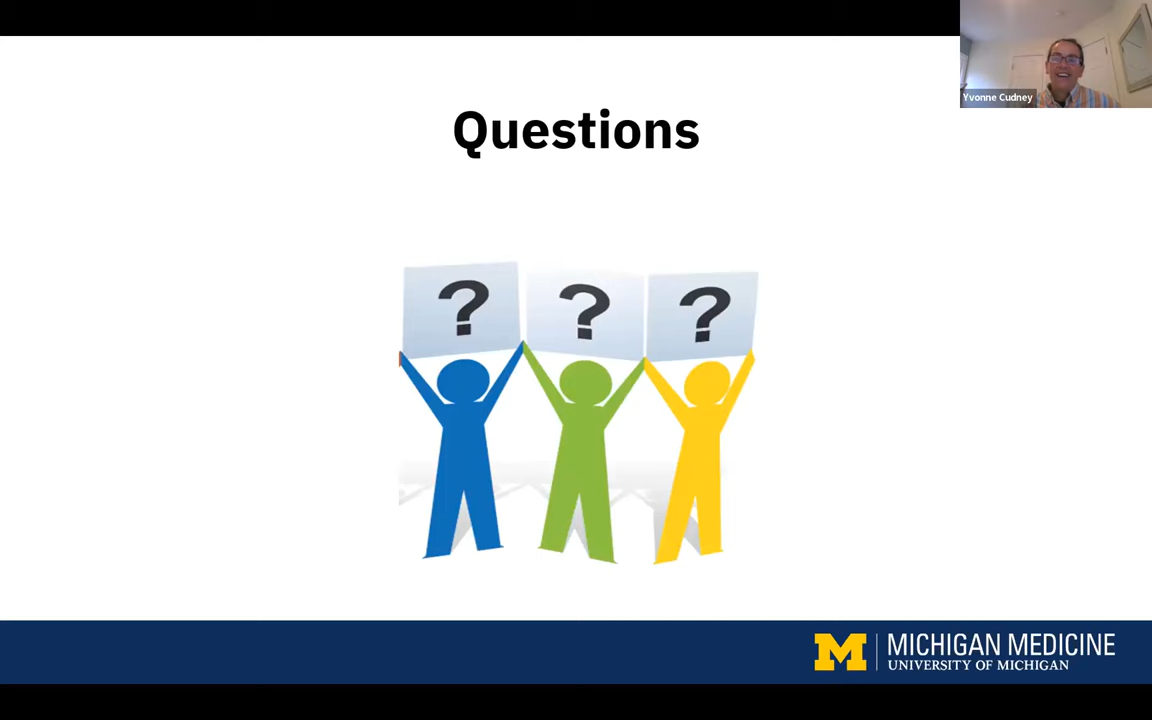 Yvonne Cudney
Questions
? ? ?
M | MICHIGAN MEDICINE
UNIVERSITY OF MICHIGAN